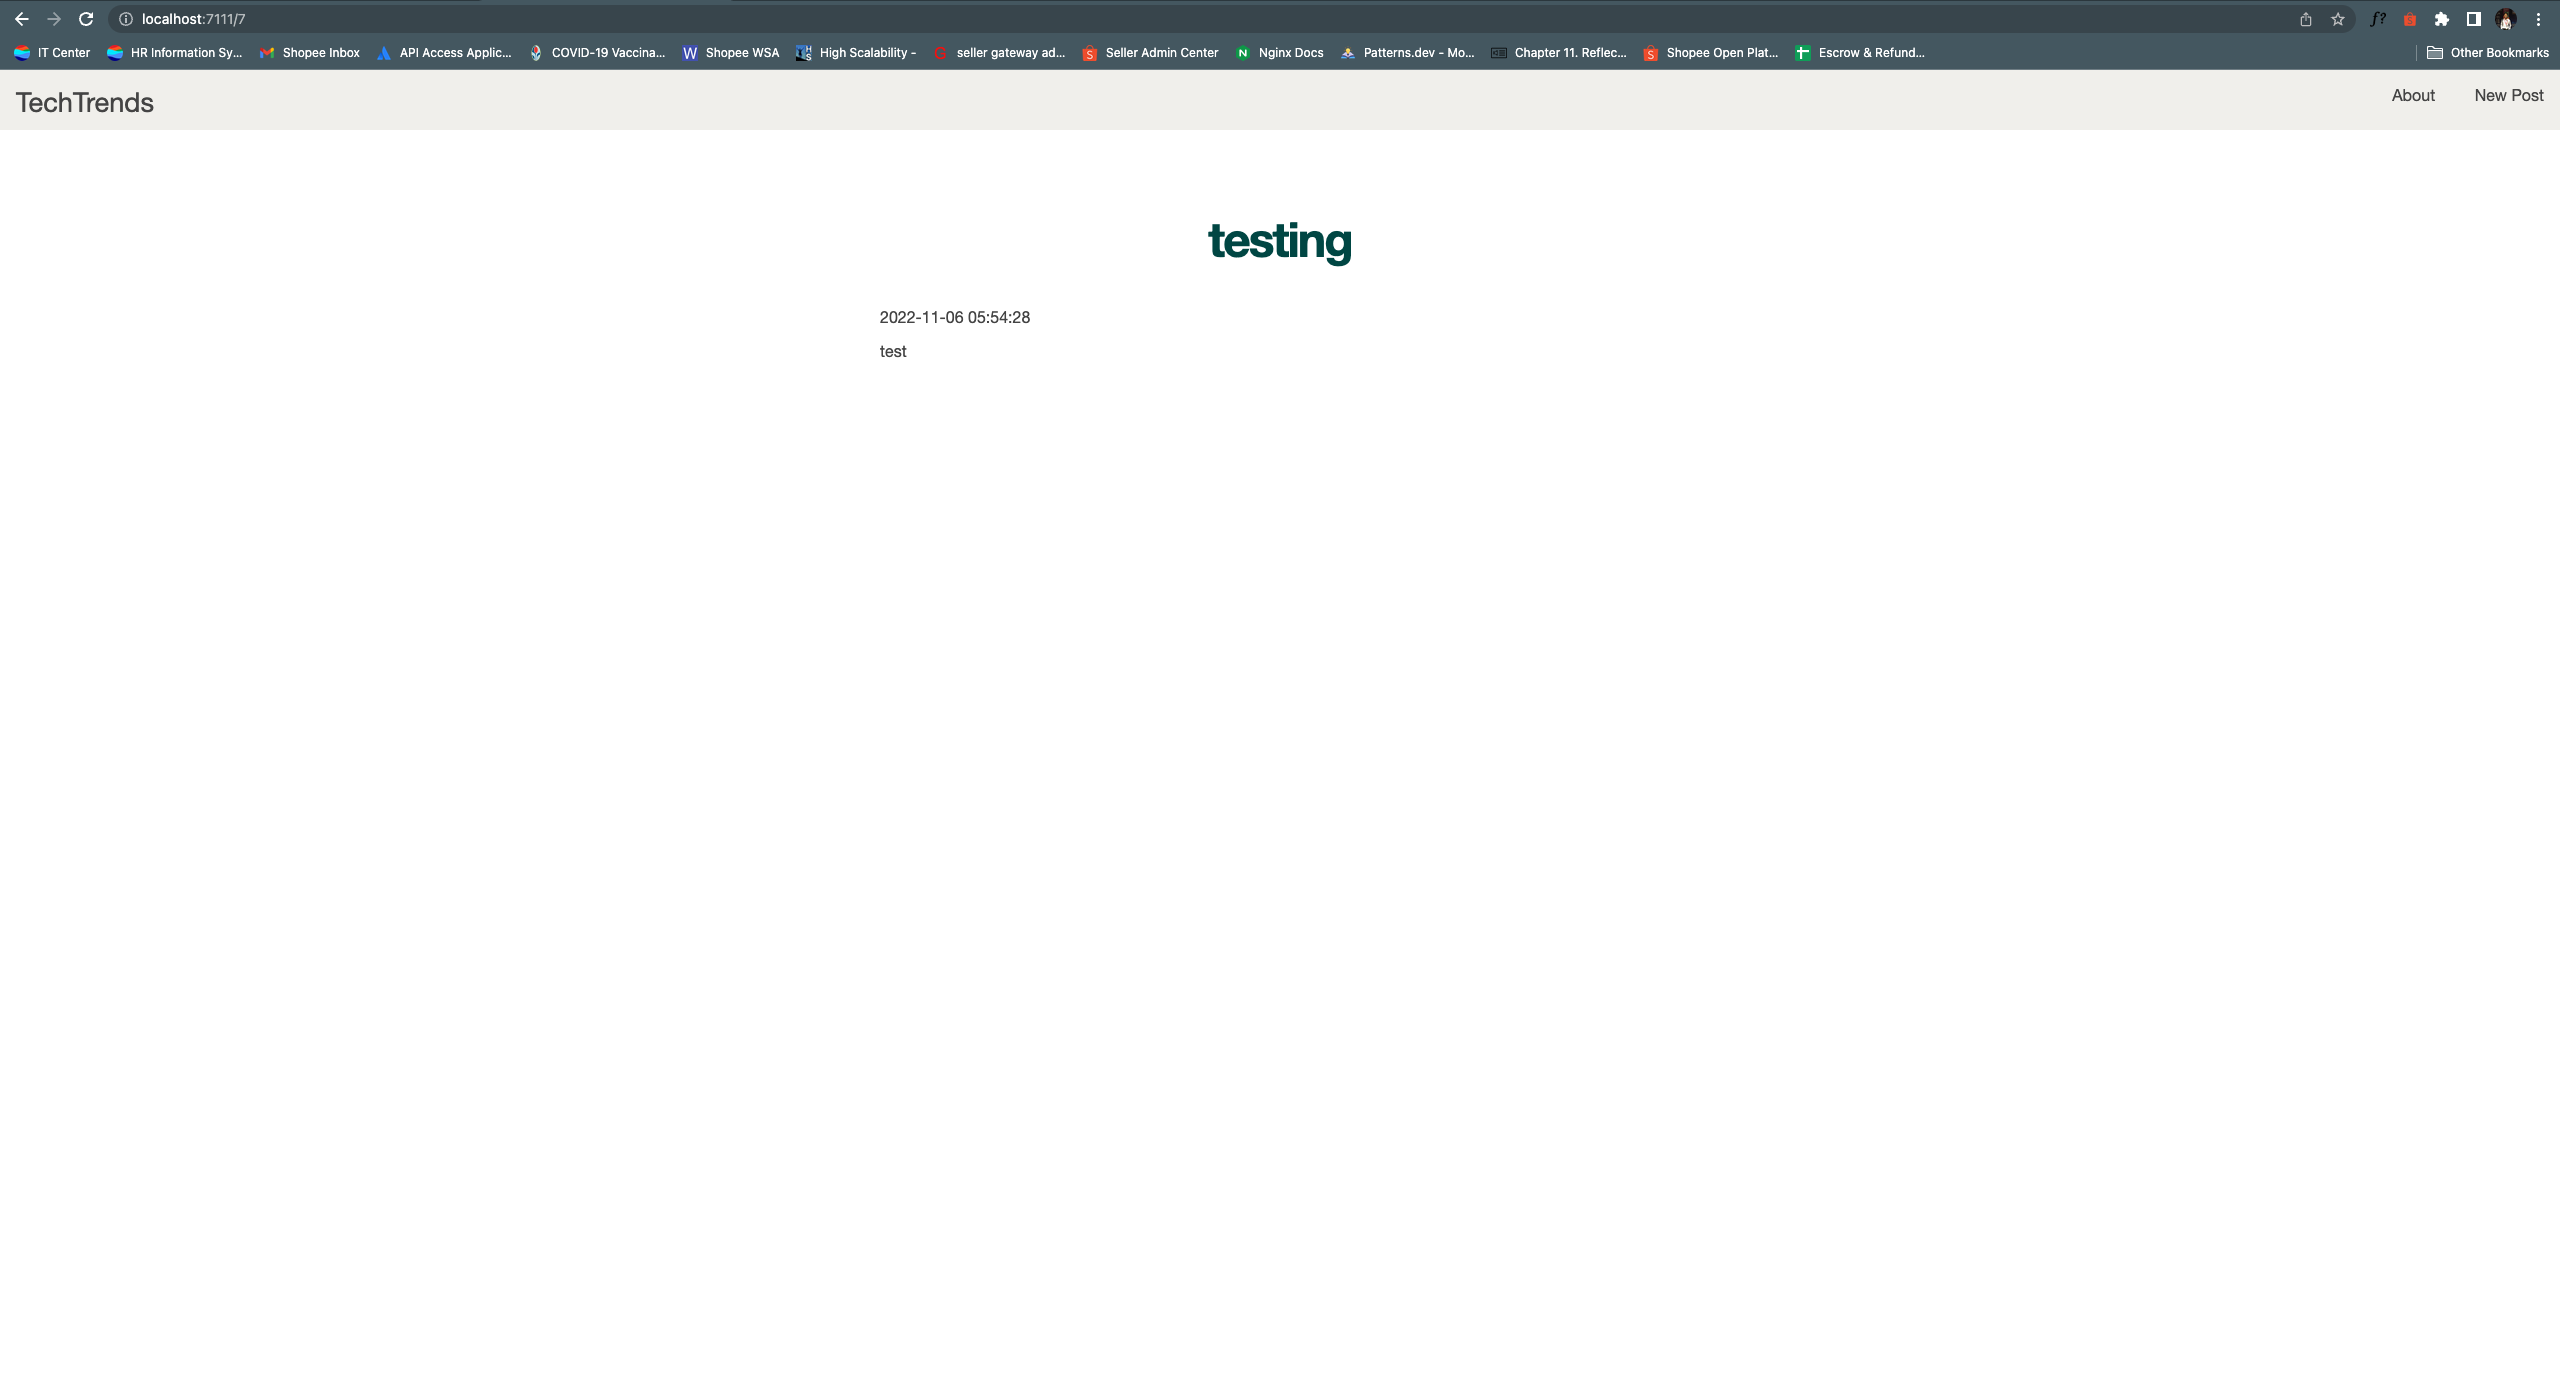 localhost:7111/7
IT Center HR Information Sy... Shopee Inbox API Access Applic... COVID-19 Vaccina... Shopee WSA High Scalability - seller gateway ad... Seller Admin Center Nginx Docs Patterns.dev - Mo... Chapter 11. Reflec... Shopee Open Plat... Escrow & Refund... Other Bookmarks
TechTrends About New Post
testing
2022-11-06 05:54:28
test